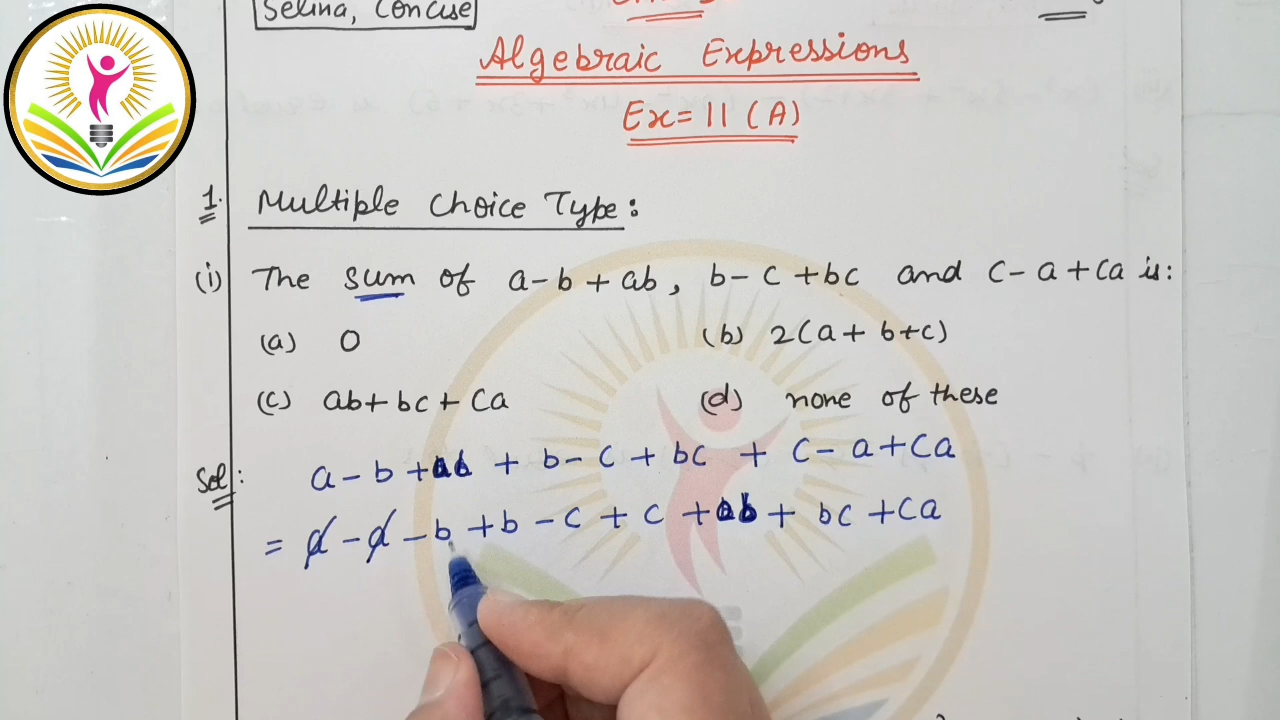 Selina, Concise
Algebraic Expressions
Ex = 11 (A)
1. Multiple Choice Type:
(i) The sum of a-b+ab, b-c+bc and c-a+ca is:
(a) 0 (b) 2(a+b+c)
(c) ab+bc+ca (d) none of these
Sol: a-b+ab + b-c+bc + c-a+ca
= a-a-b+b-c+c+ab+bc+ca